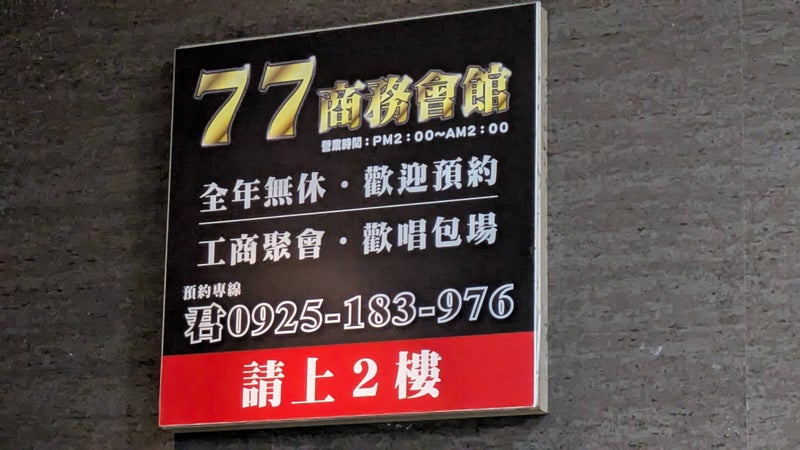 77商務會館
營業時間：PM2：00～AM2：00
全年無休・歡迎預約
工商聚會・歡唱包場
預約專線
君0925-183-976
請上2樓